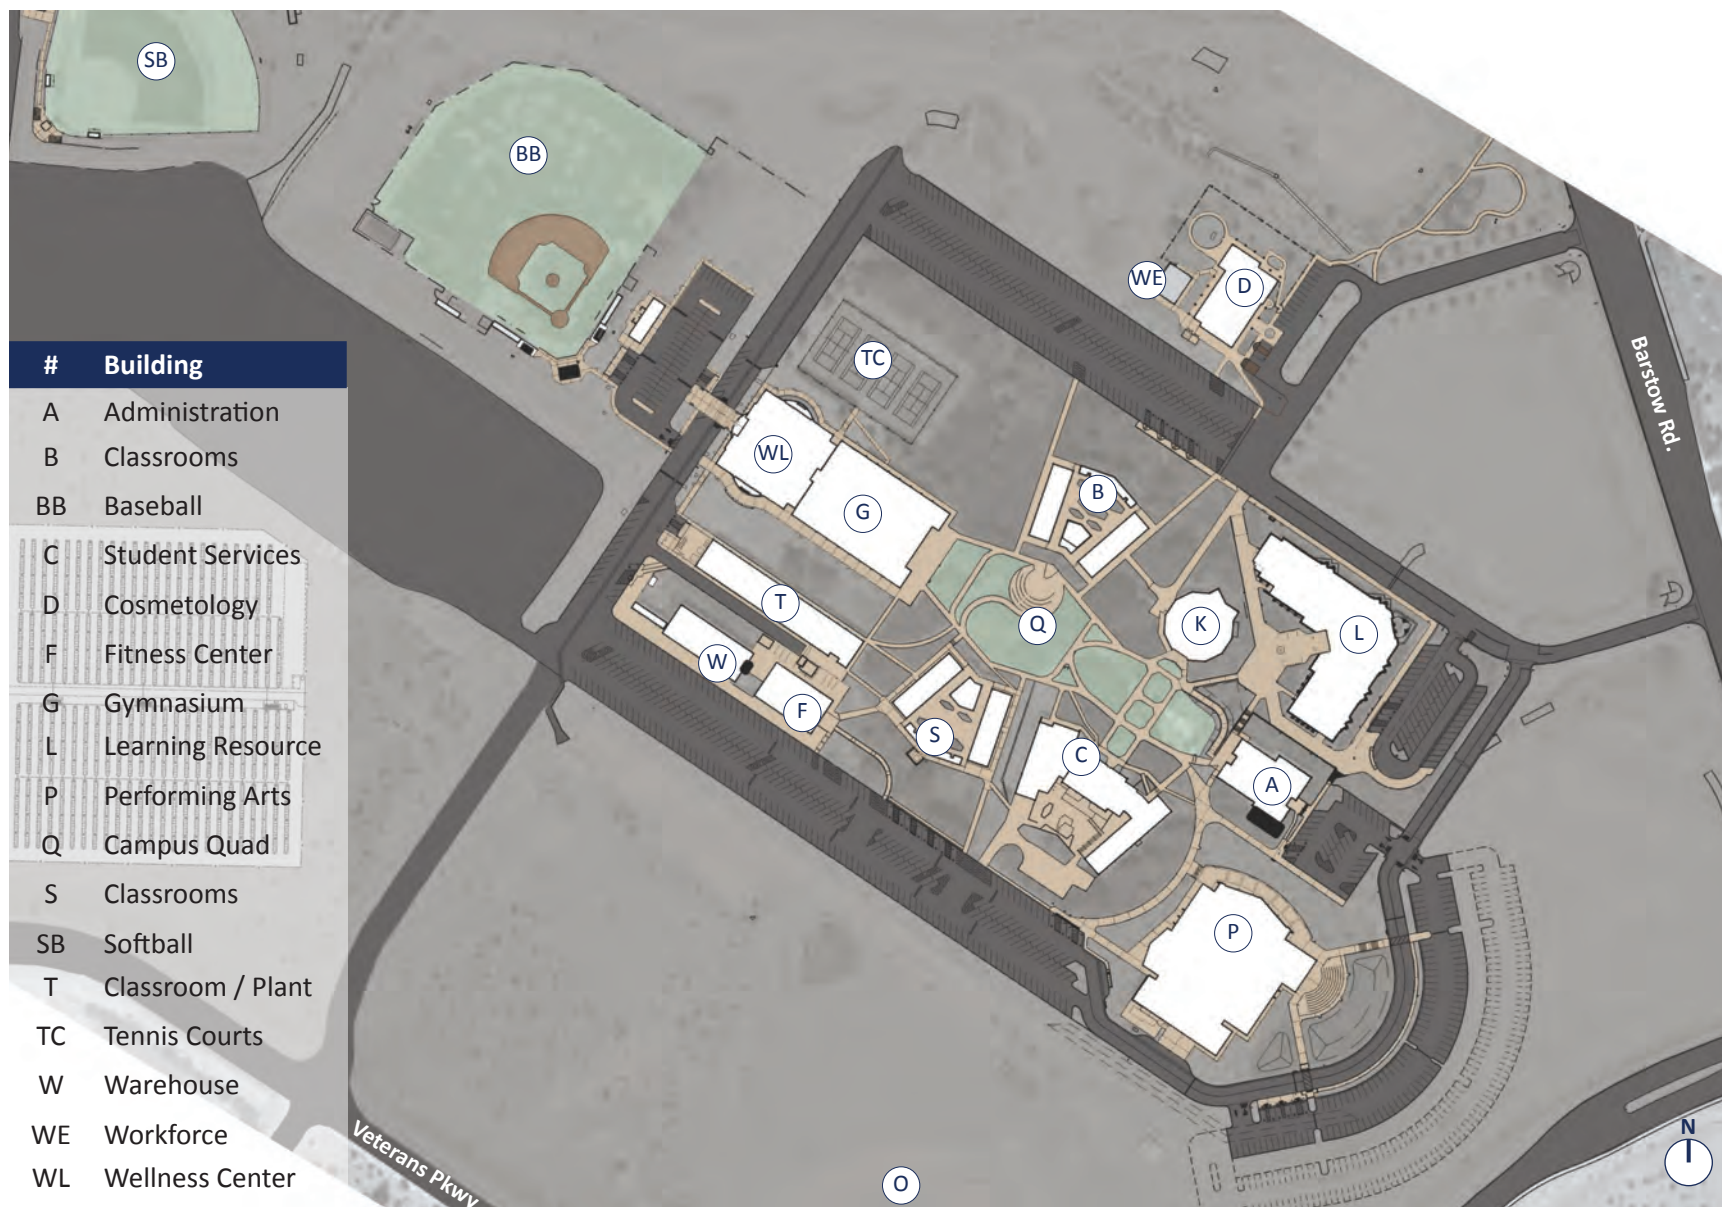 SB
BB
WE
D
TC
WL
B
G
T
Q
K
L
W
F
S
C
A
P
O
Barstow Rd.
Veterans Pkwy
N
# Building
A Administration
B Classrooms
BB Baseball
C Student Services
D Cosmetology
F Fitness Center
G Gymnasium
L Learning Resource
P Performing Arts
Q Campus Quad
S Classrooms
SB Softball
T Classroom / Plant
TC Tennis Courts
W Warehouse
WE Workforce
WL Wellness Center